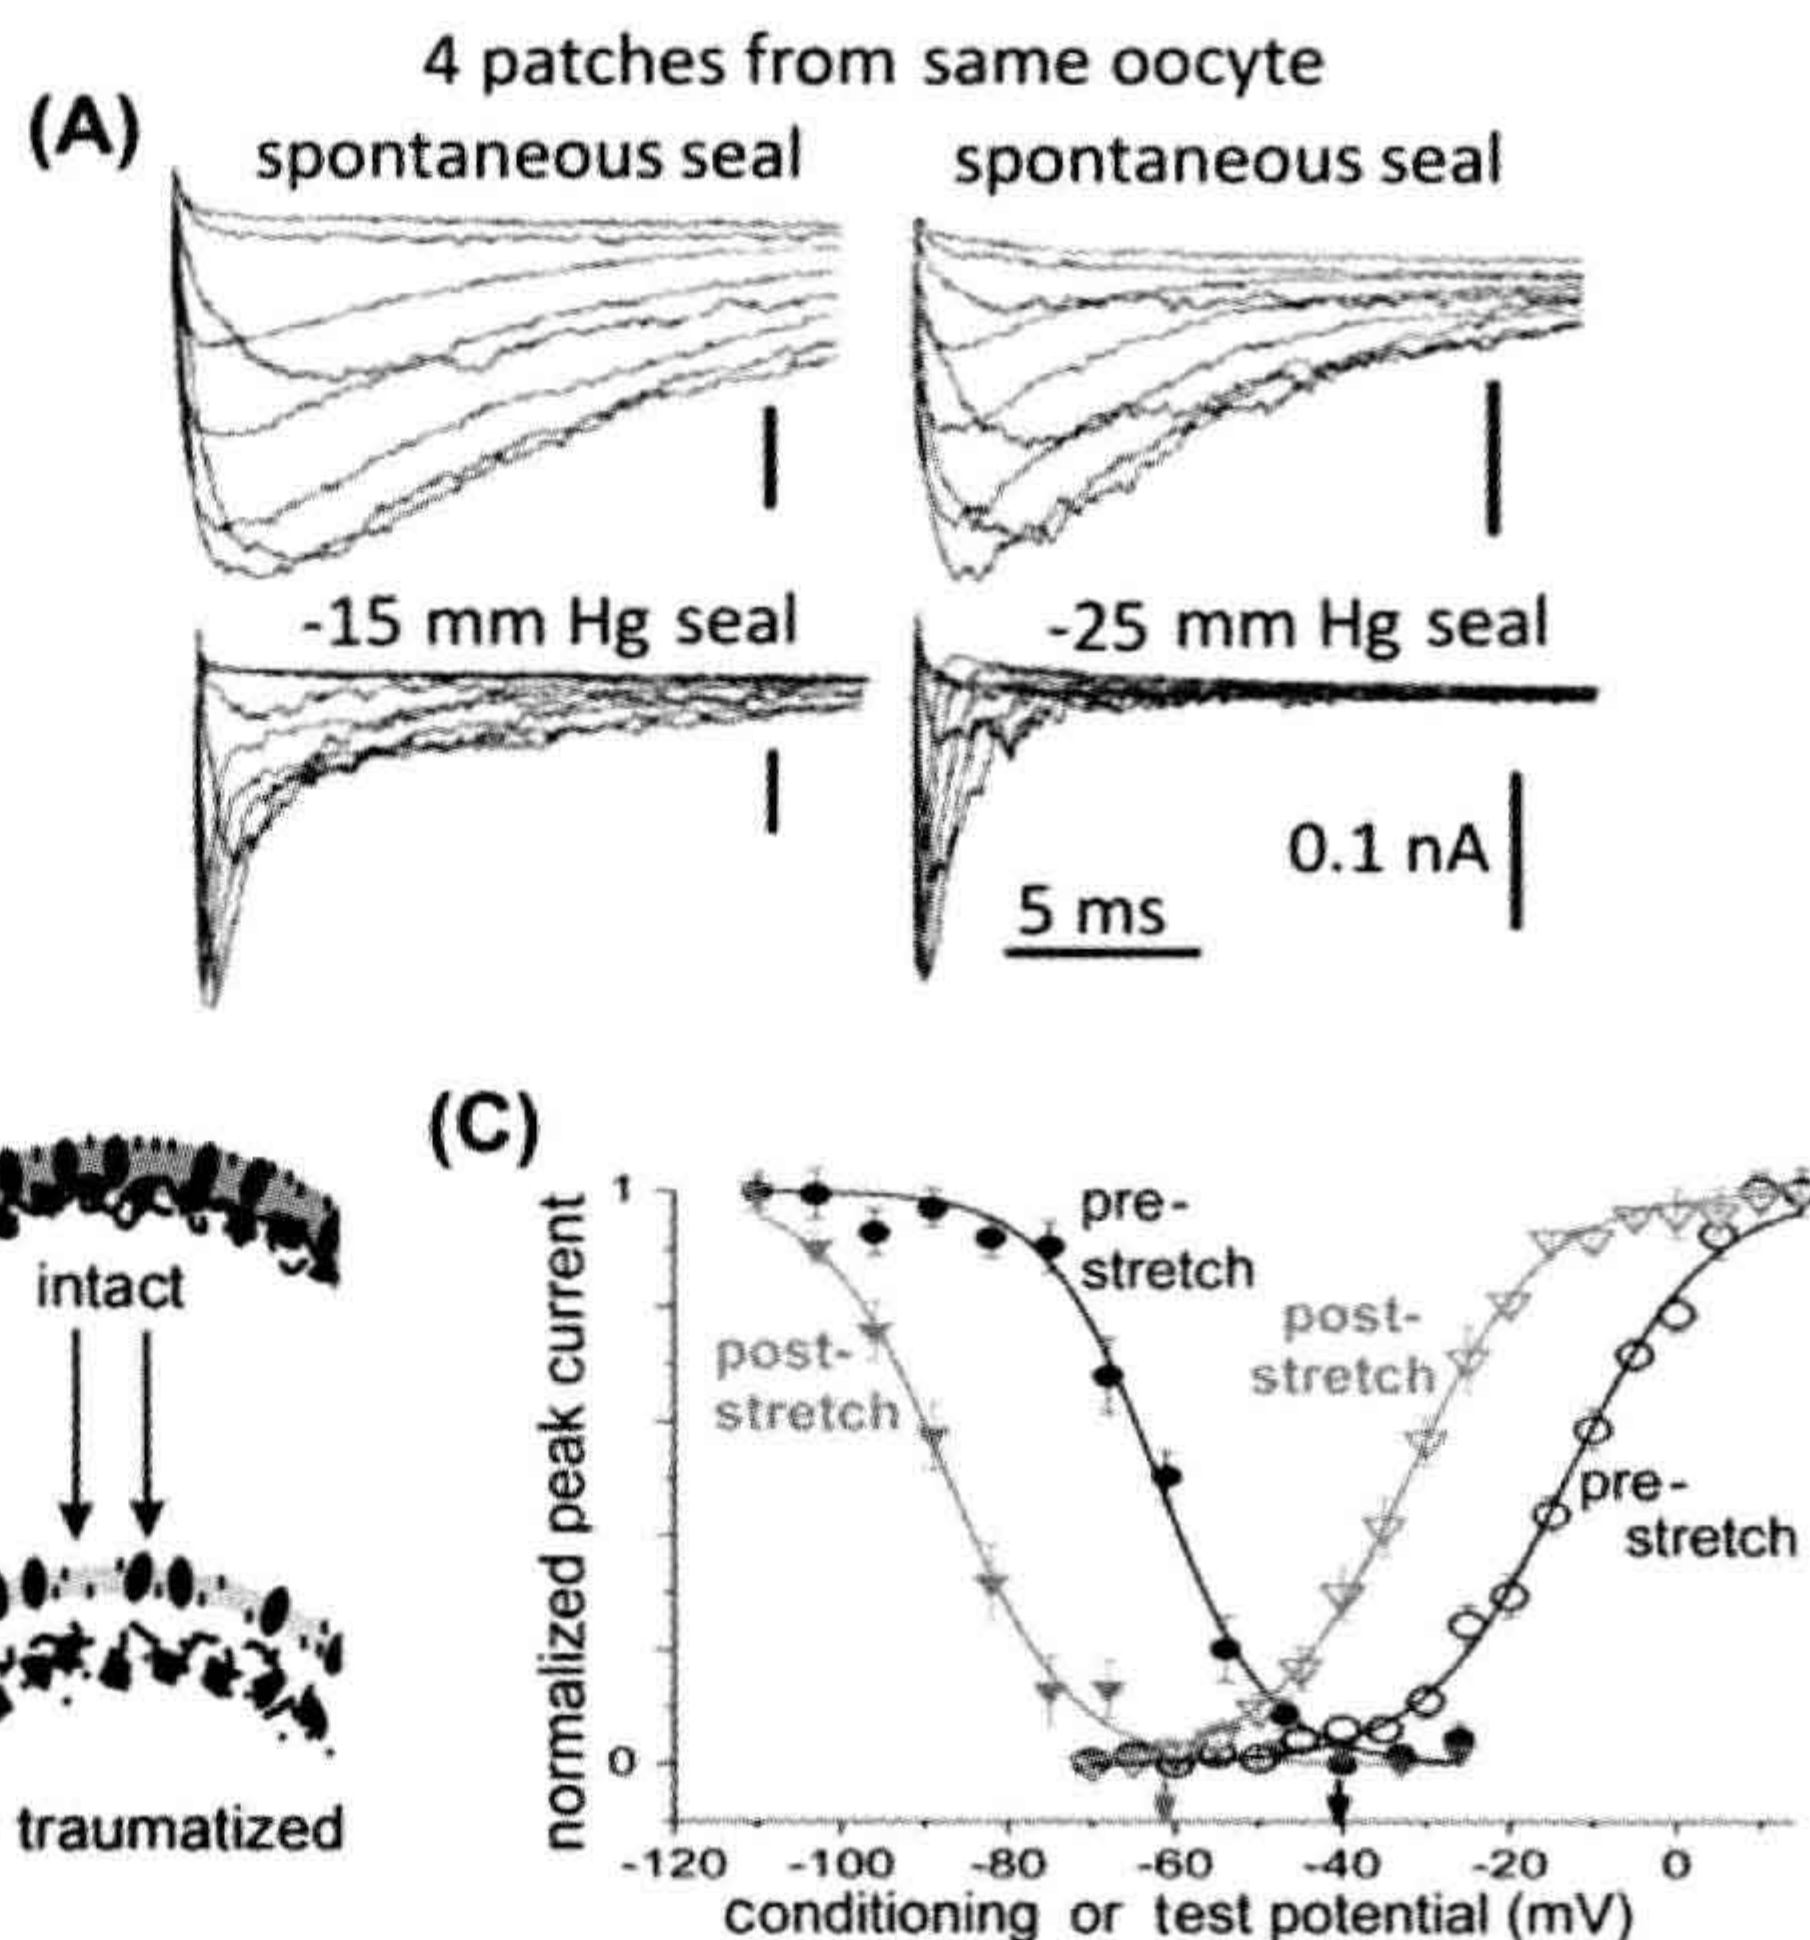 4 patches from same oocyte
(A)
spontaneous seal
spontaneous seal
-15 mm Hg seal
-25 mm Hg seal
0.1 nA
5 ms
intact
traumatized
(C)
normalized peak current
1
0
pre-
stretch
post-
stretch
post-
stretch
pre-
stretch
-120 -100 -80 -60 -40 -20 0
conditioning or test potential (mV)